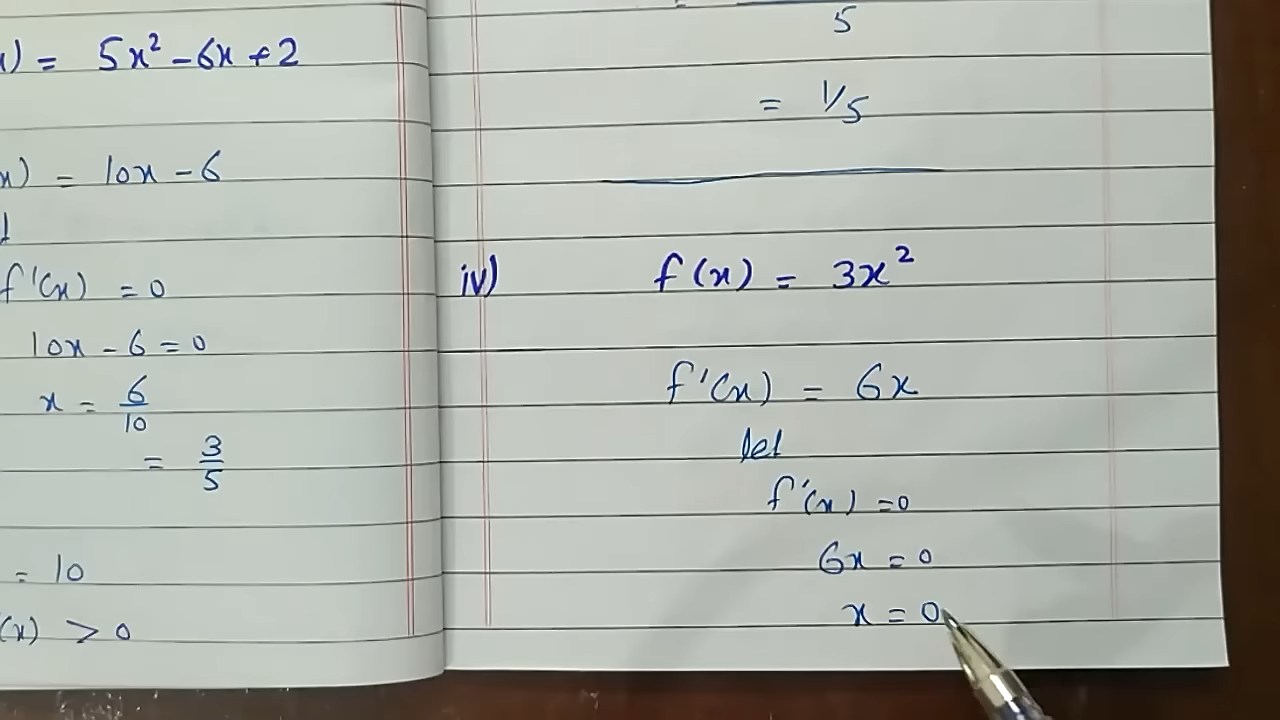 x) = 5x² - 6x + 2
x) = 10x - 6
f'(x) = 0
10x - 6 = 0
x = 6/10
= 3/5
= 10
(x) > 0
5
= 1/5
iv) f(x) = 3x²
f'(x) = 6x
let
f'(x) = 0
6x = 0
x = 0